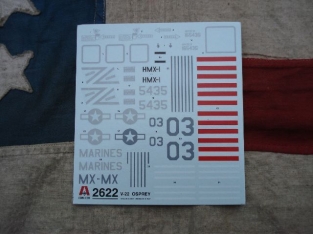 HMX-1
HMX-1
5435
5435
03
03
03
03
MARINES
MARINES
MX-MX
2622
V-22 OSPREY